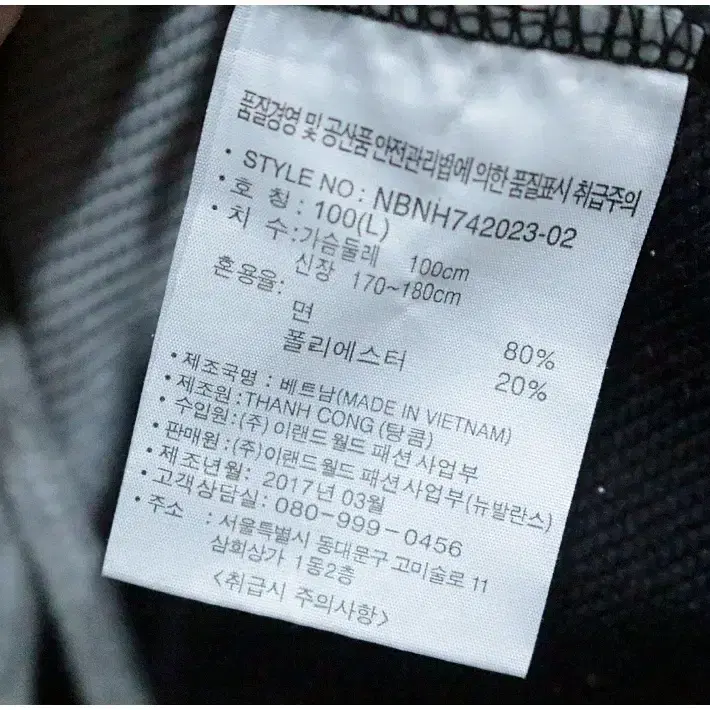 품질경영 및 공산품안전관리법에 의한 품질표시 취급주의
• STYLE NO : NBNH742023-02
• 호 칭 : 100(L)
• 치 수 : 가슴둘레 100cm
신장 170~180cm
혼용율:
면 80%
폴리에스터 20%
• 제조국명 : 베트남(MADE IN VIETNAM)
• 제조원 : THANH CONG (탕콤)
• 수입원 : (주) 이랜드월드 패션 사업부
• 판매원 : (주)이랜드월드 패션 사업부(뉴발란스)
• 제조년월: 2017년 03월
• 고객상담실: 080-999-0456
• 주소 : 서울특별시 동대문구 고미술로 11
삼희상가 1동2층
<취급시 주의사항>